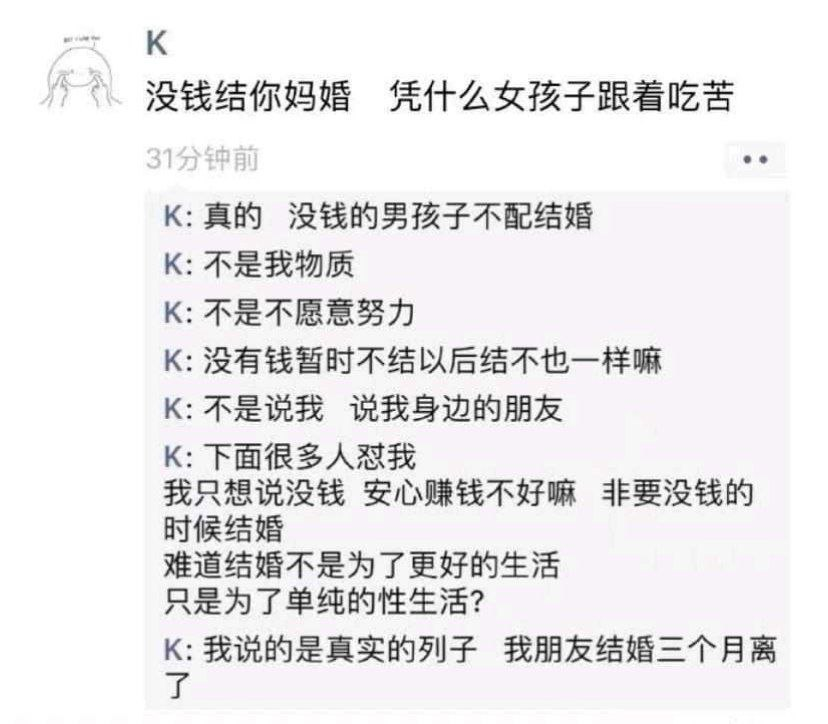 K
没钱结你妈婚 凭什么女孩子跟着吃苦
31分钟前
K: 真的 没钱的男孩子不配结婚
K: 不是我物质
K: 不是不愿意努力
K: 没有钱暂时不结以后结不也一样嘛
K: 不是说我 说我身边的朋友
K: 下面很多人怼我
我只想说没钱 安心赚钱不好嘛 非要没钱的
时候结婚
难道结婚不是为了更好的生活
只是为了单纯的性生活?
K: 我说的是真实的列子 我朋友结婚三个月离
了